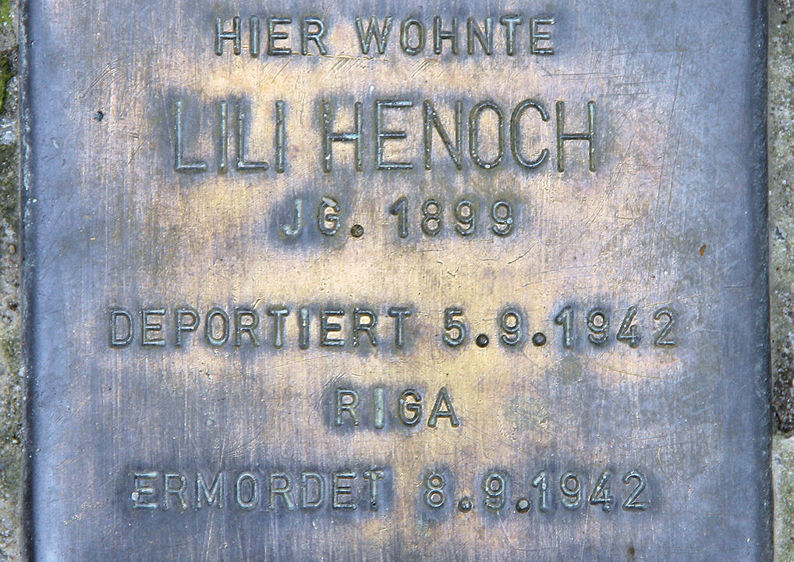 HIER WOHNTE
LILI HENOCH
JG. 1899
DEPORTIERT 5.9.1942
RIGA
ERMORDET 8.9.1942